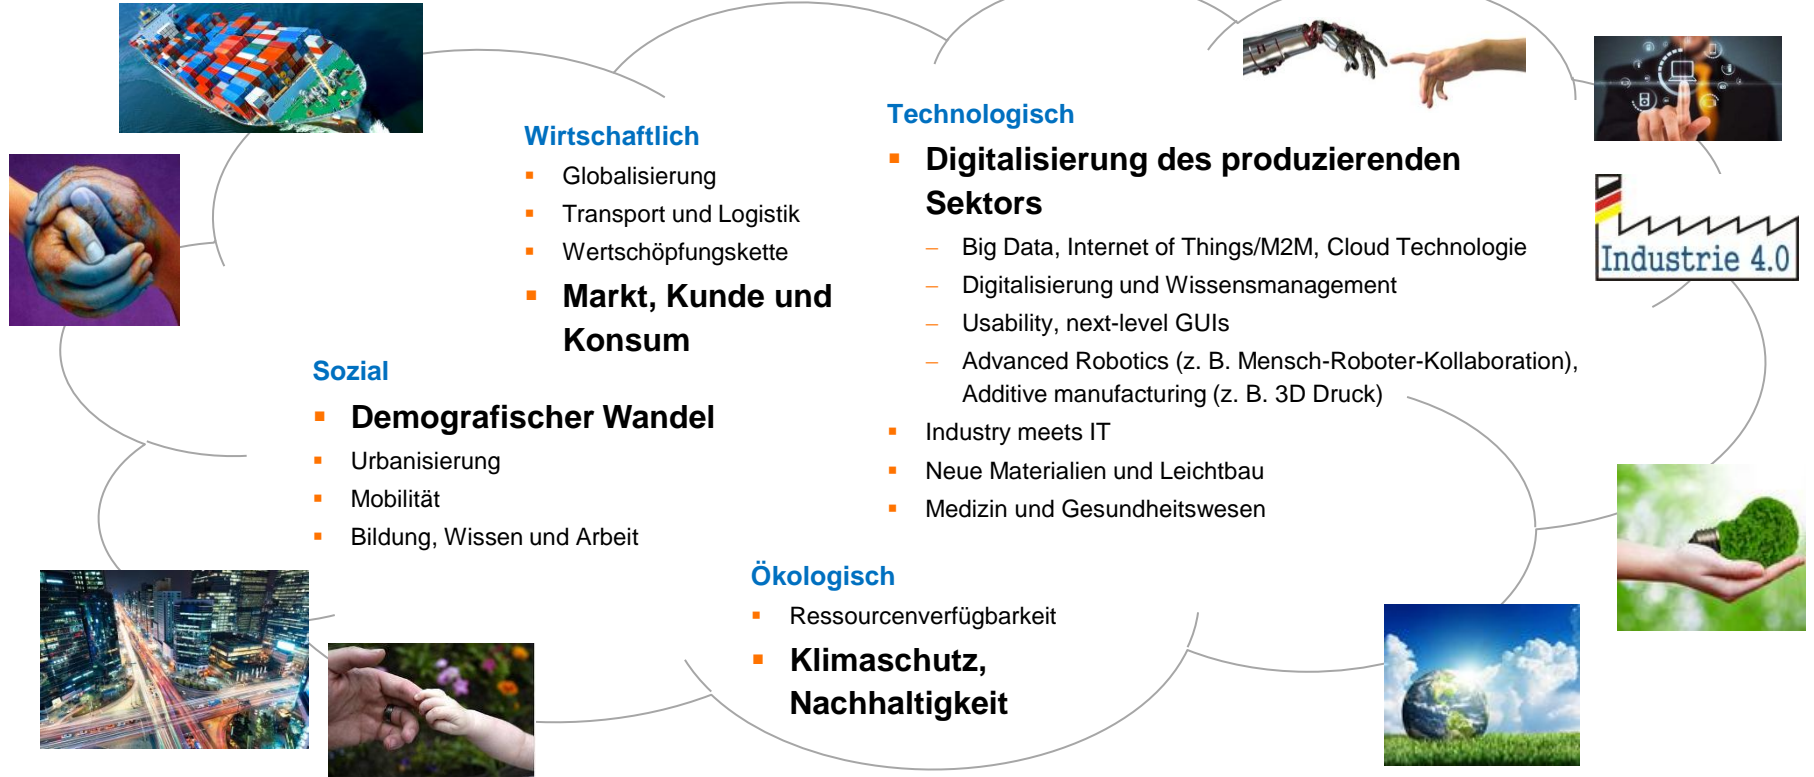 Wirtschaftlich
Globalisierung
Transport und Logistik
Wertschöpfungskette
Markt, Kunde und
Konsum
Technologisch
Digitalisierung des produzierenden
Sektors
Big Data, Internet of Things/M2M, Cloud Technologie
Digitalisierung und Wissensmanagement
Usability, next-level GUIs
Advanced Robotics (z. B. Mensch-Roboter-Kollaboration),
Additive manufacturing (z. B. 3D Druck)
Industry meets IT
Neue Materialien und Leichtbau
Medizin und Gesundheitswesen
Industrie 4.0
Sozial
Demografischer Wandel
Urbanisierung
Mobilität
Bildung, Wissen und Arbeit
Ökologisch
Ressourcenverfügbarkeit
Klimaschutz,
Nachhaltigkeit